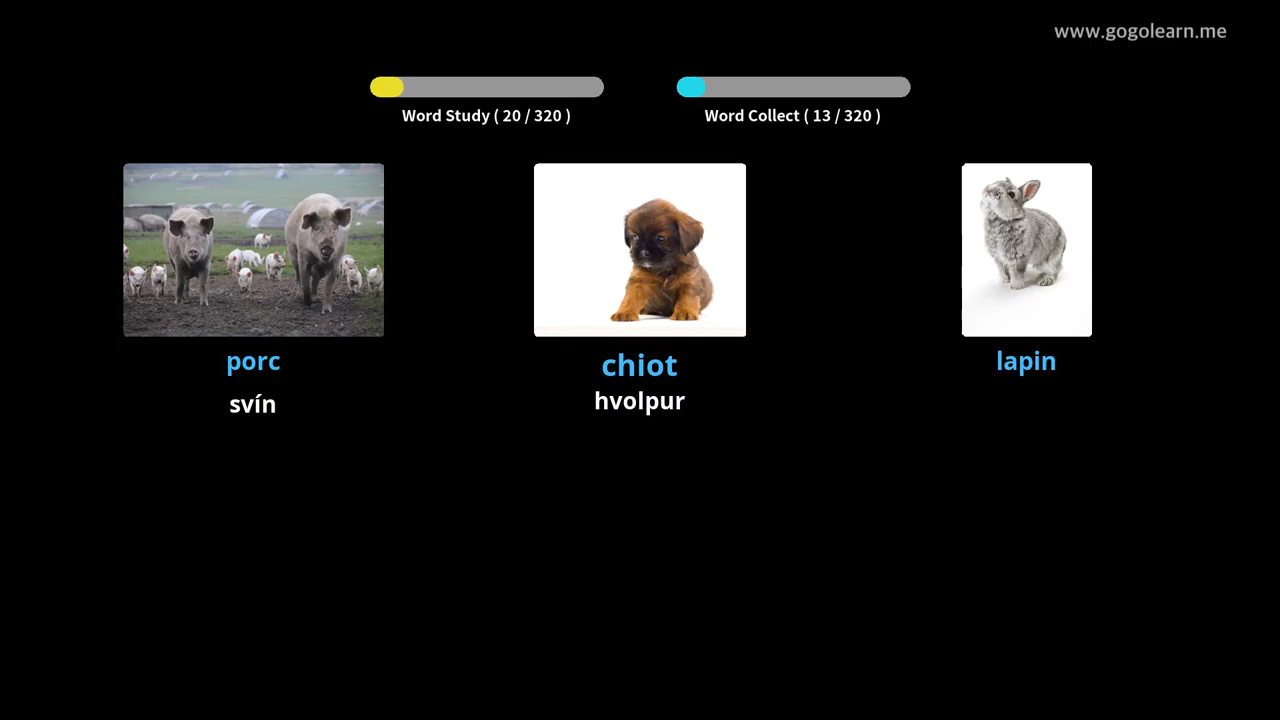 www.gogolearn.me
Word Study ( 20 / 320 )
Word Collect ( 13 / 320 )
porc
chiot
lapin
svín
hvolpur